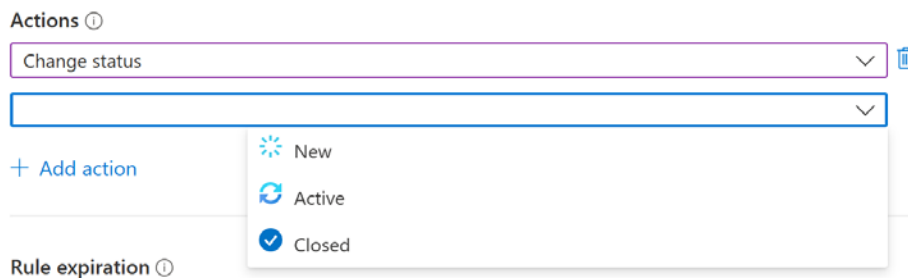 Actions
Change status
New
+ Add action
Active
Closed
Rule expiration